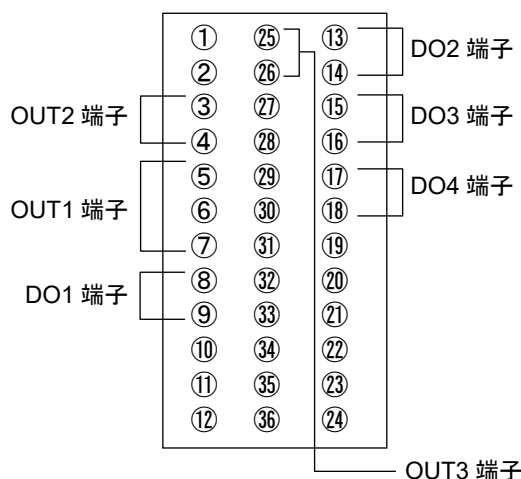 ① ㉕ ⑬
DO2 端子
② ㉖ ⑭
③ ㉗ ⑮
OUT2 端子
DO3 端子
④ ㉘ ⑯
⑤ ㉙ ⑰
DO4 端子
OUT1 端子
⑥ ㉚ ⑱
⑦ ㉛ ⑲
⑧ ㉜ ⑳
DO1 端子
⑨ ㉝ ㉑
⑩ ㉞ ㉒
⑪ ㉟ ㉓
⑫ ㊱ ㉔
OUT3 端子